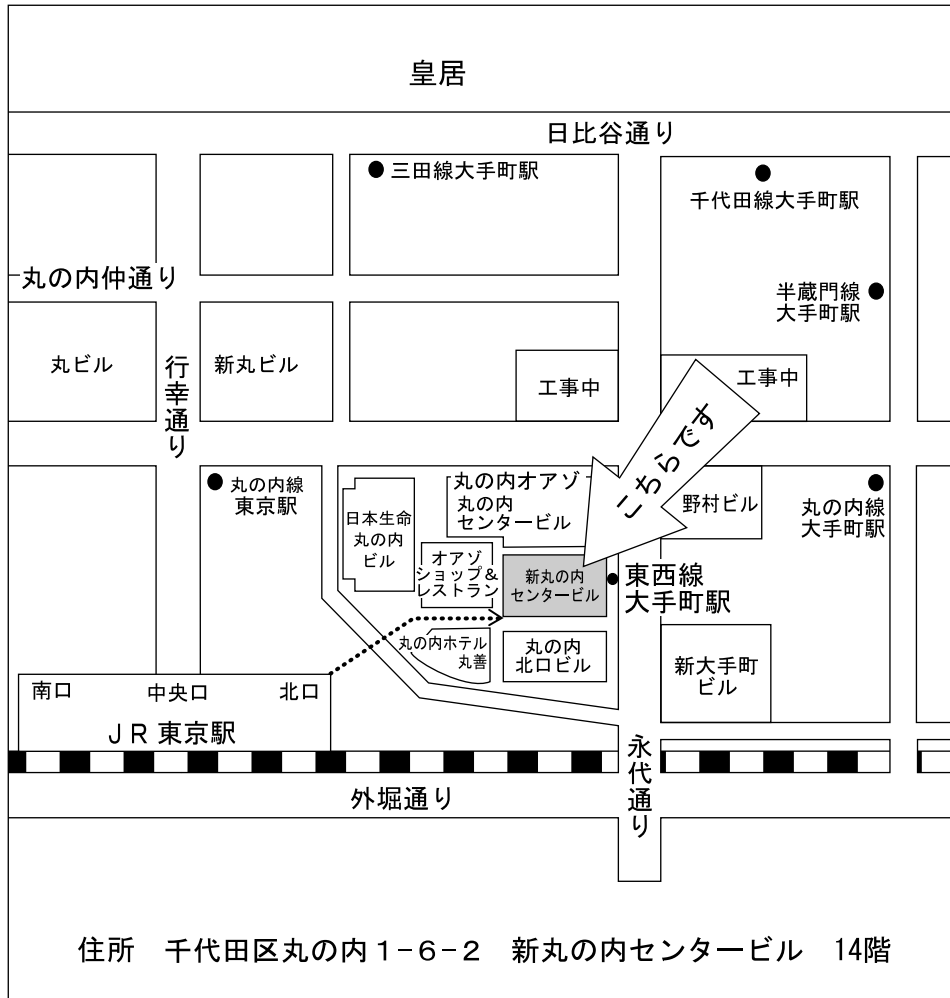 皇居
日比谷通り
三田線大手町駅
千代田線大手町駅
丸の内仲通り
半蔵門線
大手町駅
丸ビル
行幸通り
新丸ビル
工事中
工事中
こちらです
丸の内線
東京駅
日本生命
丸の内
ビル
丸の内オアゾ
丸の内
センタービル
野村ビル
丸の内線
大手町駅
オアゾ
ショップ&
レストラン
新丸の内
センタービル
東西線
大手町駅
丸の内ホテル
丸善
丸の内
北口ビル
新大手町
ビル
南口
中央口
北口
JR東京駅
永代通り
外堀通り
住所 千代田区丸の内1-6-2 新丸の内センタービル 14階